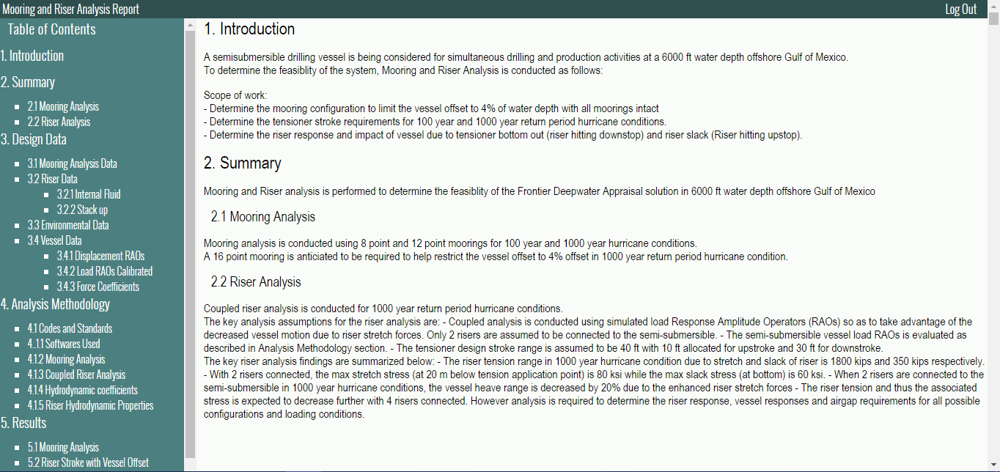 Mooring and Riser Analysis Report
Log Out
Table of Contents
1. Introduction
2. Summary
2.1 Mooring Analysis
2.2 Riser Analysis
3. Design Data
3.1 Mooring Analysis Data
3.2 Riser Data
3.2.1 Internal Fluid
3.2.2 Stack up
3.3 Environmental Data
3.4 Vessel Data
3.4.1 Displacement RAOs
3.4.2 Load RAOs Calibrated
3.4.3 Force Coefficients
4. Analysis Methodology
4.1 Codes and Standards
4..1.1 Softwares Used
4.1.2 Mooring Analysis
4.1.3 Coupled Riser Analysis
4.1.4 Hydrodynamic coefficients
4.1.5 Riser Hydrodynamic Properties
5. Results
5.1 Mooring Analysis
5.2 Riser Stroke with Vessel Offset
1. Introduction
A semisubmersible drilling vessel is being considered for simultaneous drilling and production activities at a 6000 ft water depth offshore Gulf of Mexico.
To determine the feasiblity of the system, Mooring and Riser Analysis is conducted as follows:
Scope of work:
- Determine the mooring configuration to limit the vessel offset to 4% of water depth with all moorings intact
- Determine the tensioner stroke requirements for 100 year and 1000 year return period hurricane conditions.
- Determine the riser response and impact of vessel due to tensioner bottom out (riser hitting downstop) and riser slack (Riser hitting upstop).
2. Summary
Mooring and Riser analysis is performed to determine the feasiblity of the Frontier Deepwater Appraisal solution in 6000 ft water depth offshore Gulf of Mexico
2.1 Mooring Analysis
Mooring analysis is conducted using 8 point and 12 point moorings for 100 year and 1000 year hurricane conditions.
A 16 point mooring is anticiated to be required to help restrict the vessel offset to 4% offset in 1000 year return period hurricane condition.
2.2 Riser Analysis
Coupled riser analysis is conducted for 1000 year return period hurricane conditions.
The key analysis assumptions for the riser analysis are: - Coupled analysis is conducted using simulated load Response Amplitude Operators (RAOs) so as to take advantage of the
decreased vessel motion due to riser stretch forces. Only 2 risers are assumed to be connected to the semi-submersible. - The semi-submersible vessel load RAOs is evaluated as
described in Analysis Methodology section. - The tensioner design stroke range is assumed to be 40 ft with 10 ft allocated for upstroke and 30 ft for downstroke.
The key riser analysis findings are summarized below: - The riser tension range in 1000 year hurricane condition due to stretch and slack of riser is 1800 kips and 350 kips respectively.
- With 2 risers connected, the max stretch stress (at 20 m below tension application point) is 80 ksi while the max slack stress (at bottom) is 60 ksi. - When 2 risers are connected to the
semi-submersible in 1000 year hurricane conditions, the vessel heave range is decreased by 20% due to the enhanced riser stretch forces - The riser tension and thus the associated
stress is expected to decrease further with 4 risers connected. However analysis is required to determine the riser response, vessel responses and airgap requirements for all possible
configurations and loading conditions.